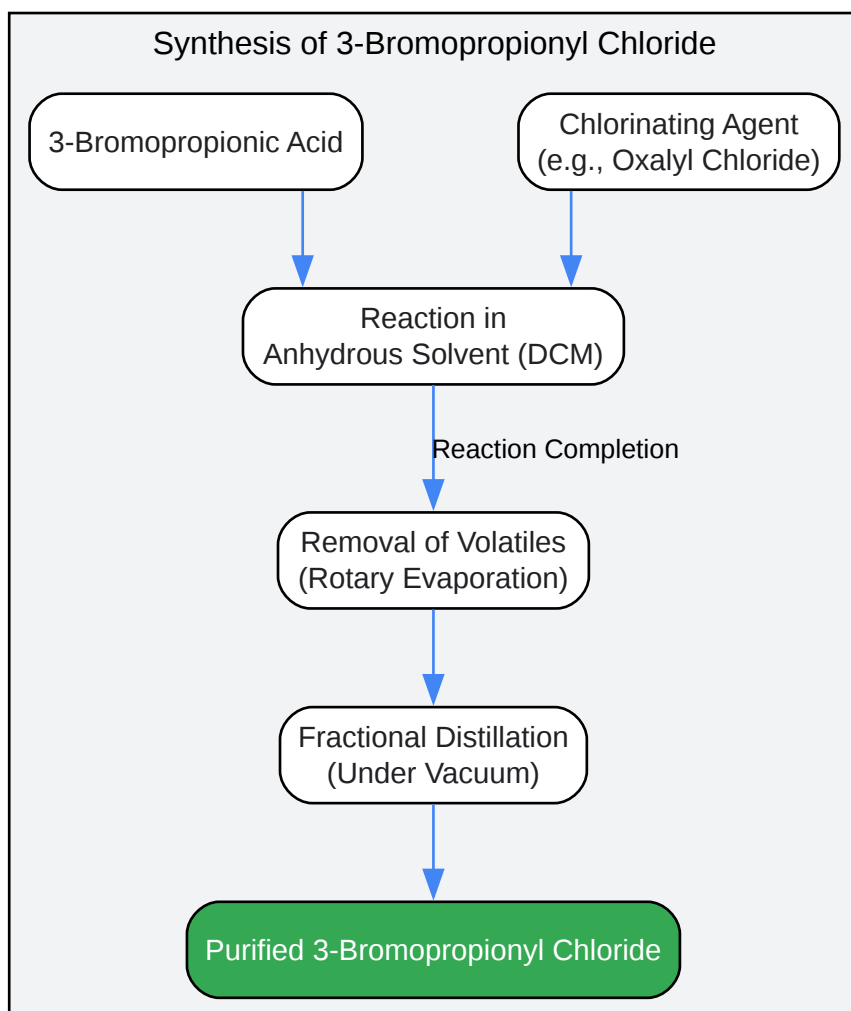 Synthesis of 3-Bromopropionyl Chloride
3-Bromopropionic Acid
Chlorinating Agent
(e.g., Oxalyl Chloride)
Reaction in
Anhydrous Solvent (DCM)
Reaction Completion
Removal of Volatiles
(Rotary Evaporation)
Fractional Distillation
(Under Vacuum)
Purified 3-Bromopropionyl Chloride